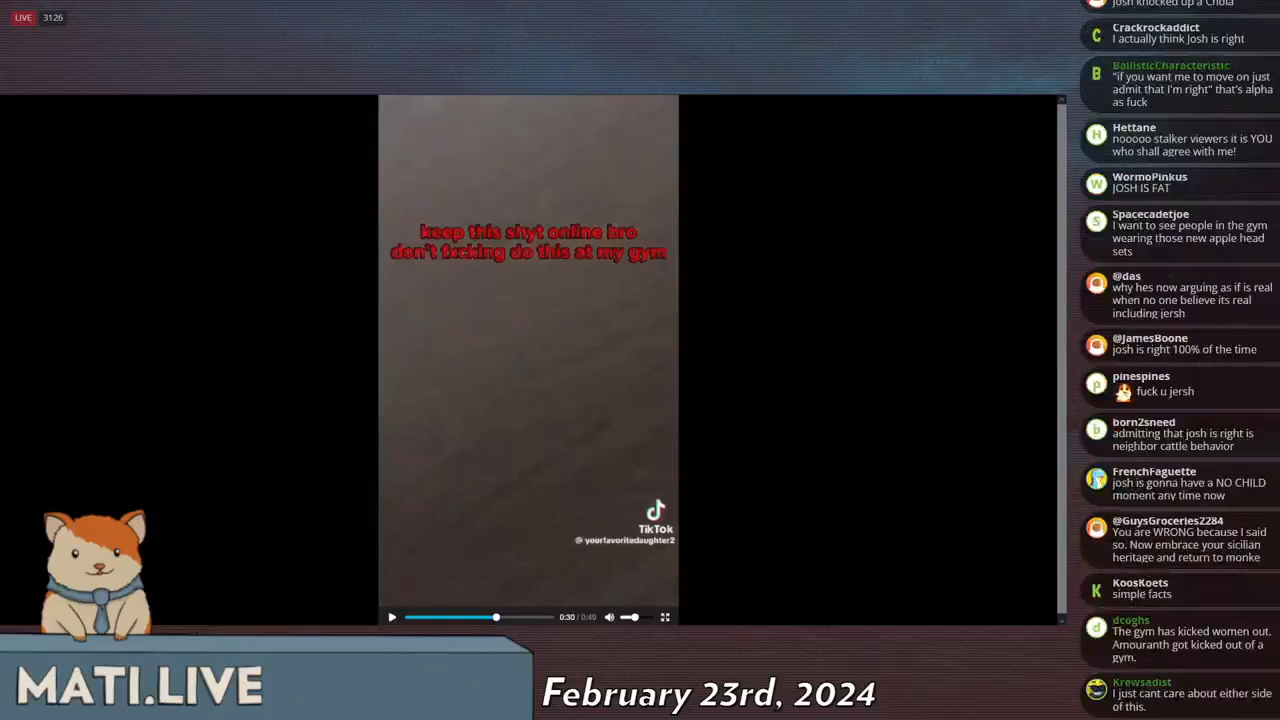 LIVE 3126
keep this shyt online bro
don't fxcking do this at my gym
TikTok
@ yourfavoritedaughter2
0:30 / 0:49
MATI.LIVE
February 23rd, 2024
Josh knocked up a Chola
C
Crackrockaddict
I actually think Josh is right
B
BallisticCharacteristic
"if you want me to move on just
admit that I'm right" that's alpha
as fuck
H
Hettane
nooooo stalker viewers it is YOU
who shall agree with me!
W
WormoPinkus
JOSH IS FAT
S
Spacecadetjoe
I want to see people in the gym
wearing those new apple head
sets
@das
why hes now arguing as if is real
when no one believe its real
including jersh
@JamesBoone
josh is right 100% of the time
p
pinespines
fuck u jersh
b
born2sneed
admitting that josh is right is
neighbor cattle behavior
FrenchFaguette
josh is gonna have a NO CHILD
moment any time now
@GuysGroceries2284
You are WRONG because I said
so. Now embrace your sicilian
heritage and return to monke
K
KoosKoets
simple facts
d
dcoghs
The gym has kicked women out.
Amouranth got kicked out of a
gym.
Krewsadist
I just cant care about either side
of this.